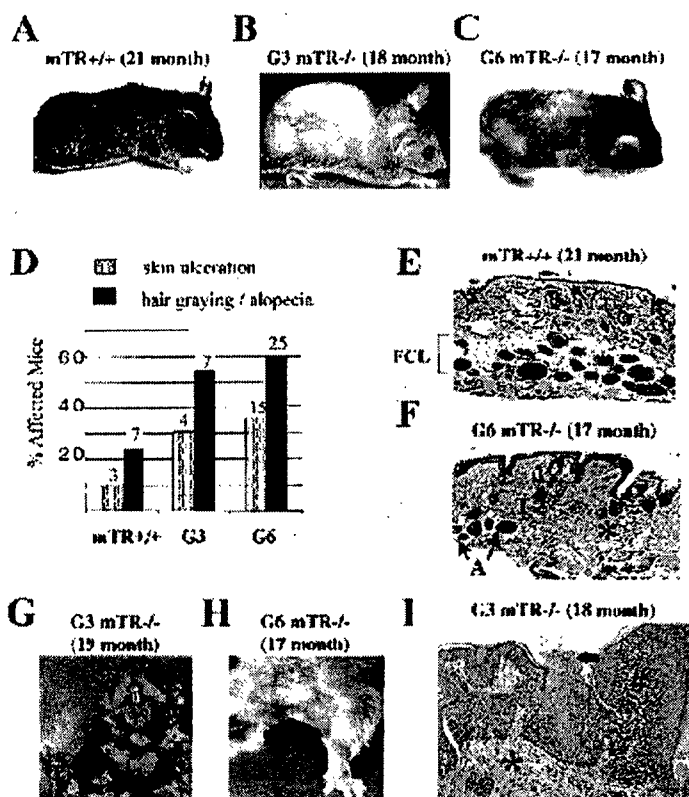 A
mTR+/+ (21 month)
B
G3 mTR-/- (18 month)
C
G6 mTR-/- (17 month)
D
skin ulceration
hair graying / alopecia
% Affected Mice
60
40
20
3
7
4
7
15
25
mTR+/+
G3
G6
E
mTR+/+ (21 month)
FCL
F
G6 mTR-/- (17 month)
*
A
G
G3 mTR-/-
(19 month)
H
G6 mTR-/-
(17 month)
I
G3 mTR-/- (18 month)
*